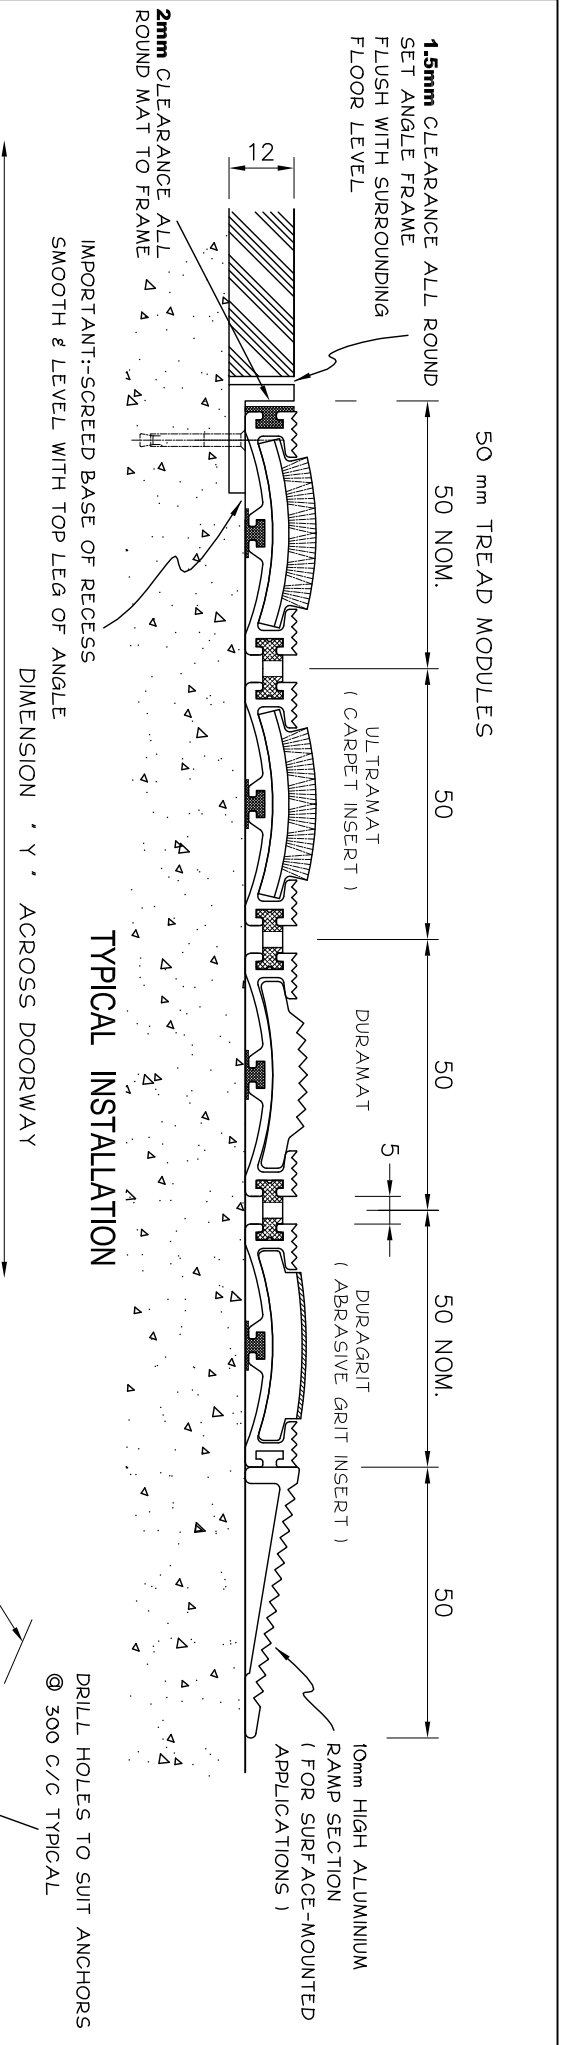 50 mm TREAD MODULES
50 NOM.
50
50
50 NOM.
50
5
1.5mm CLEARANCE ALL ROUND
SET ANGLE FRAME
FLUSH WITH SURROUNDING
FLOOR LEVEL
ULTRAMAT
( CARPET INSERT )
DURAMAT
DURAGRIT
( ABRASIVE GRIT INSERT )
10mm HIGH ALUMINIUM
RAMP SECTION
( FOR SURFACE-MOUNTED
APPLICATIONS )
12
2mm CLEARANCE ALL
ROUND MAT TO FRAME
IMPORTANT:-SCREED BASE OF RECESS
SMOOTH & LEVEL WITH TOP LEG OF ANGLE
TYPICAL INSTALLATION
DIMENSION ' Y ' ACROSS DOORWAY
DRILL HOLES TO SUIT ANCHORS
@ 300 C/C TYPICAL